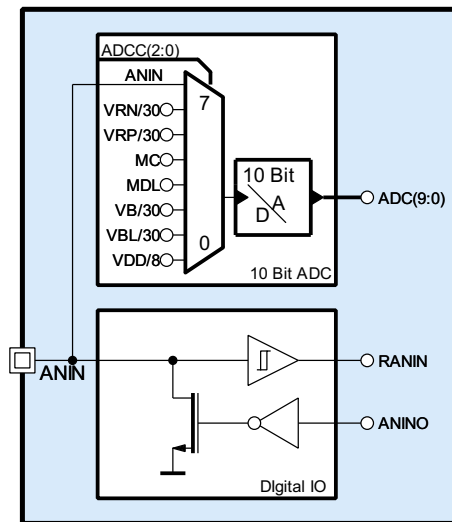 ADCC(2:0)
ANIN
7
VRN/30
VRP/30
MC
MDL
VB/30
VBL/30
VDD/8
0
10 Bit
A
D
ADC(9:0)
10 Bit ADC
ANIN
RANIN
ANINO
DIgital IO